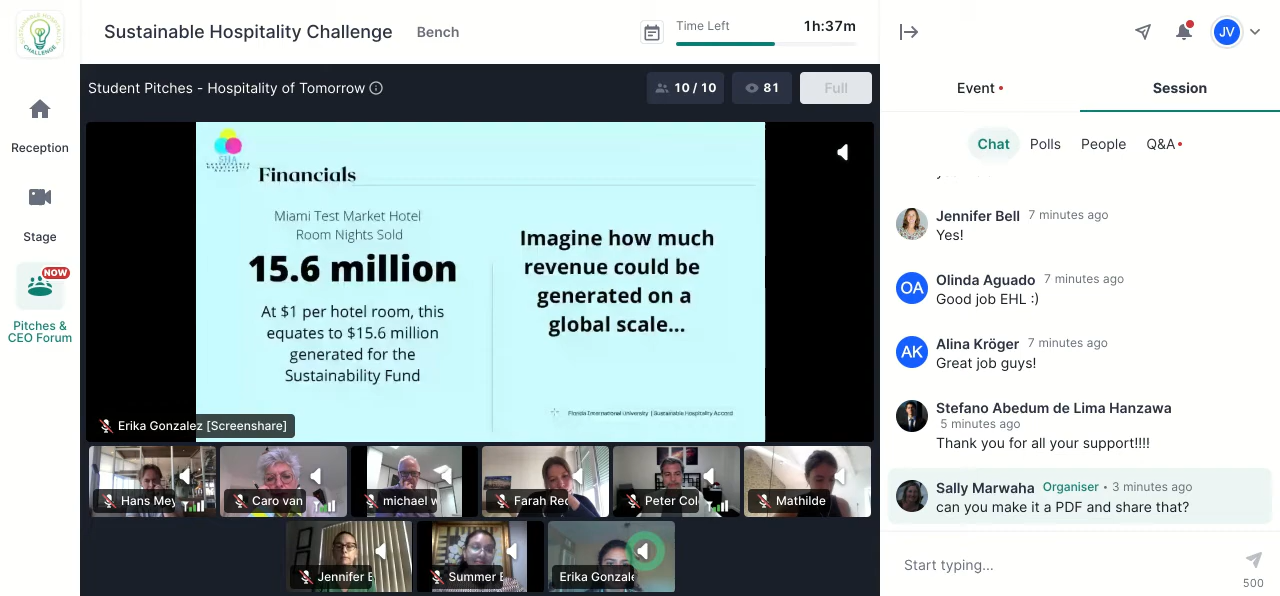 Sustainable Hospitality Challenge
Bench
Time Left
1h:37m
JV
Reception
Stage
NOW
Pitches &
CEO Forum
Student Pitches - Hospitality of Tomorrow
10 / 10
81
Full
SHA
Financials
Miami Test Market Hotel
Room Nights Sold
15.6 million
At $1 per hotel room, this
equates to $15.6 million
generated for the
Sustainability Fund
Imagine how much
revenue could be
generated on a
global scale...
Florida International University | Sustainable Hospitality Accord
Erika Gonzalez [Screenshare]
Hans Mey
Caro van
michael w
Farah Red
Peter Col
Mathilde
Jennifer B
Summer B
Erika Gonzale
Event
Session
Chat
Polls
People
Q&A
Jennifer Bell 7 minutes ago
Yes!
OA
Olinda Aguado 7 minutes ago
Good job EHL :)
AK
Alina Kröger 7 minutes ago
Great job guys!
Stefano Abedum de Lima Hanzawa
5 minutes ago
Thank you for all your support!!!!
Sally Marwaha Organiser • 3 minutes ago
can you make it a PDF and share that?
Start typing...
500